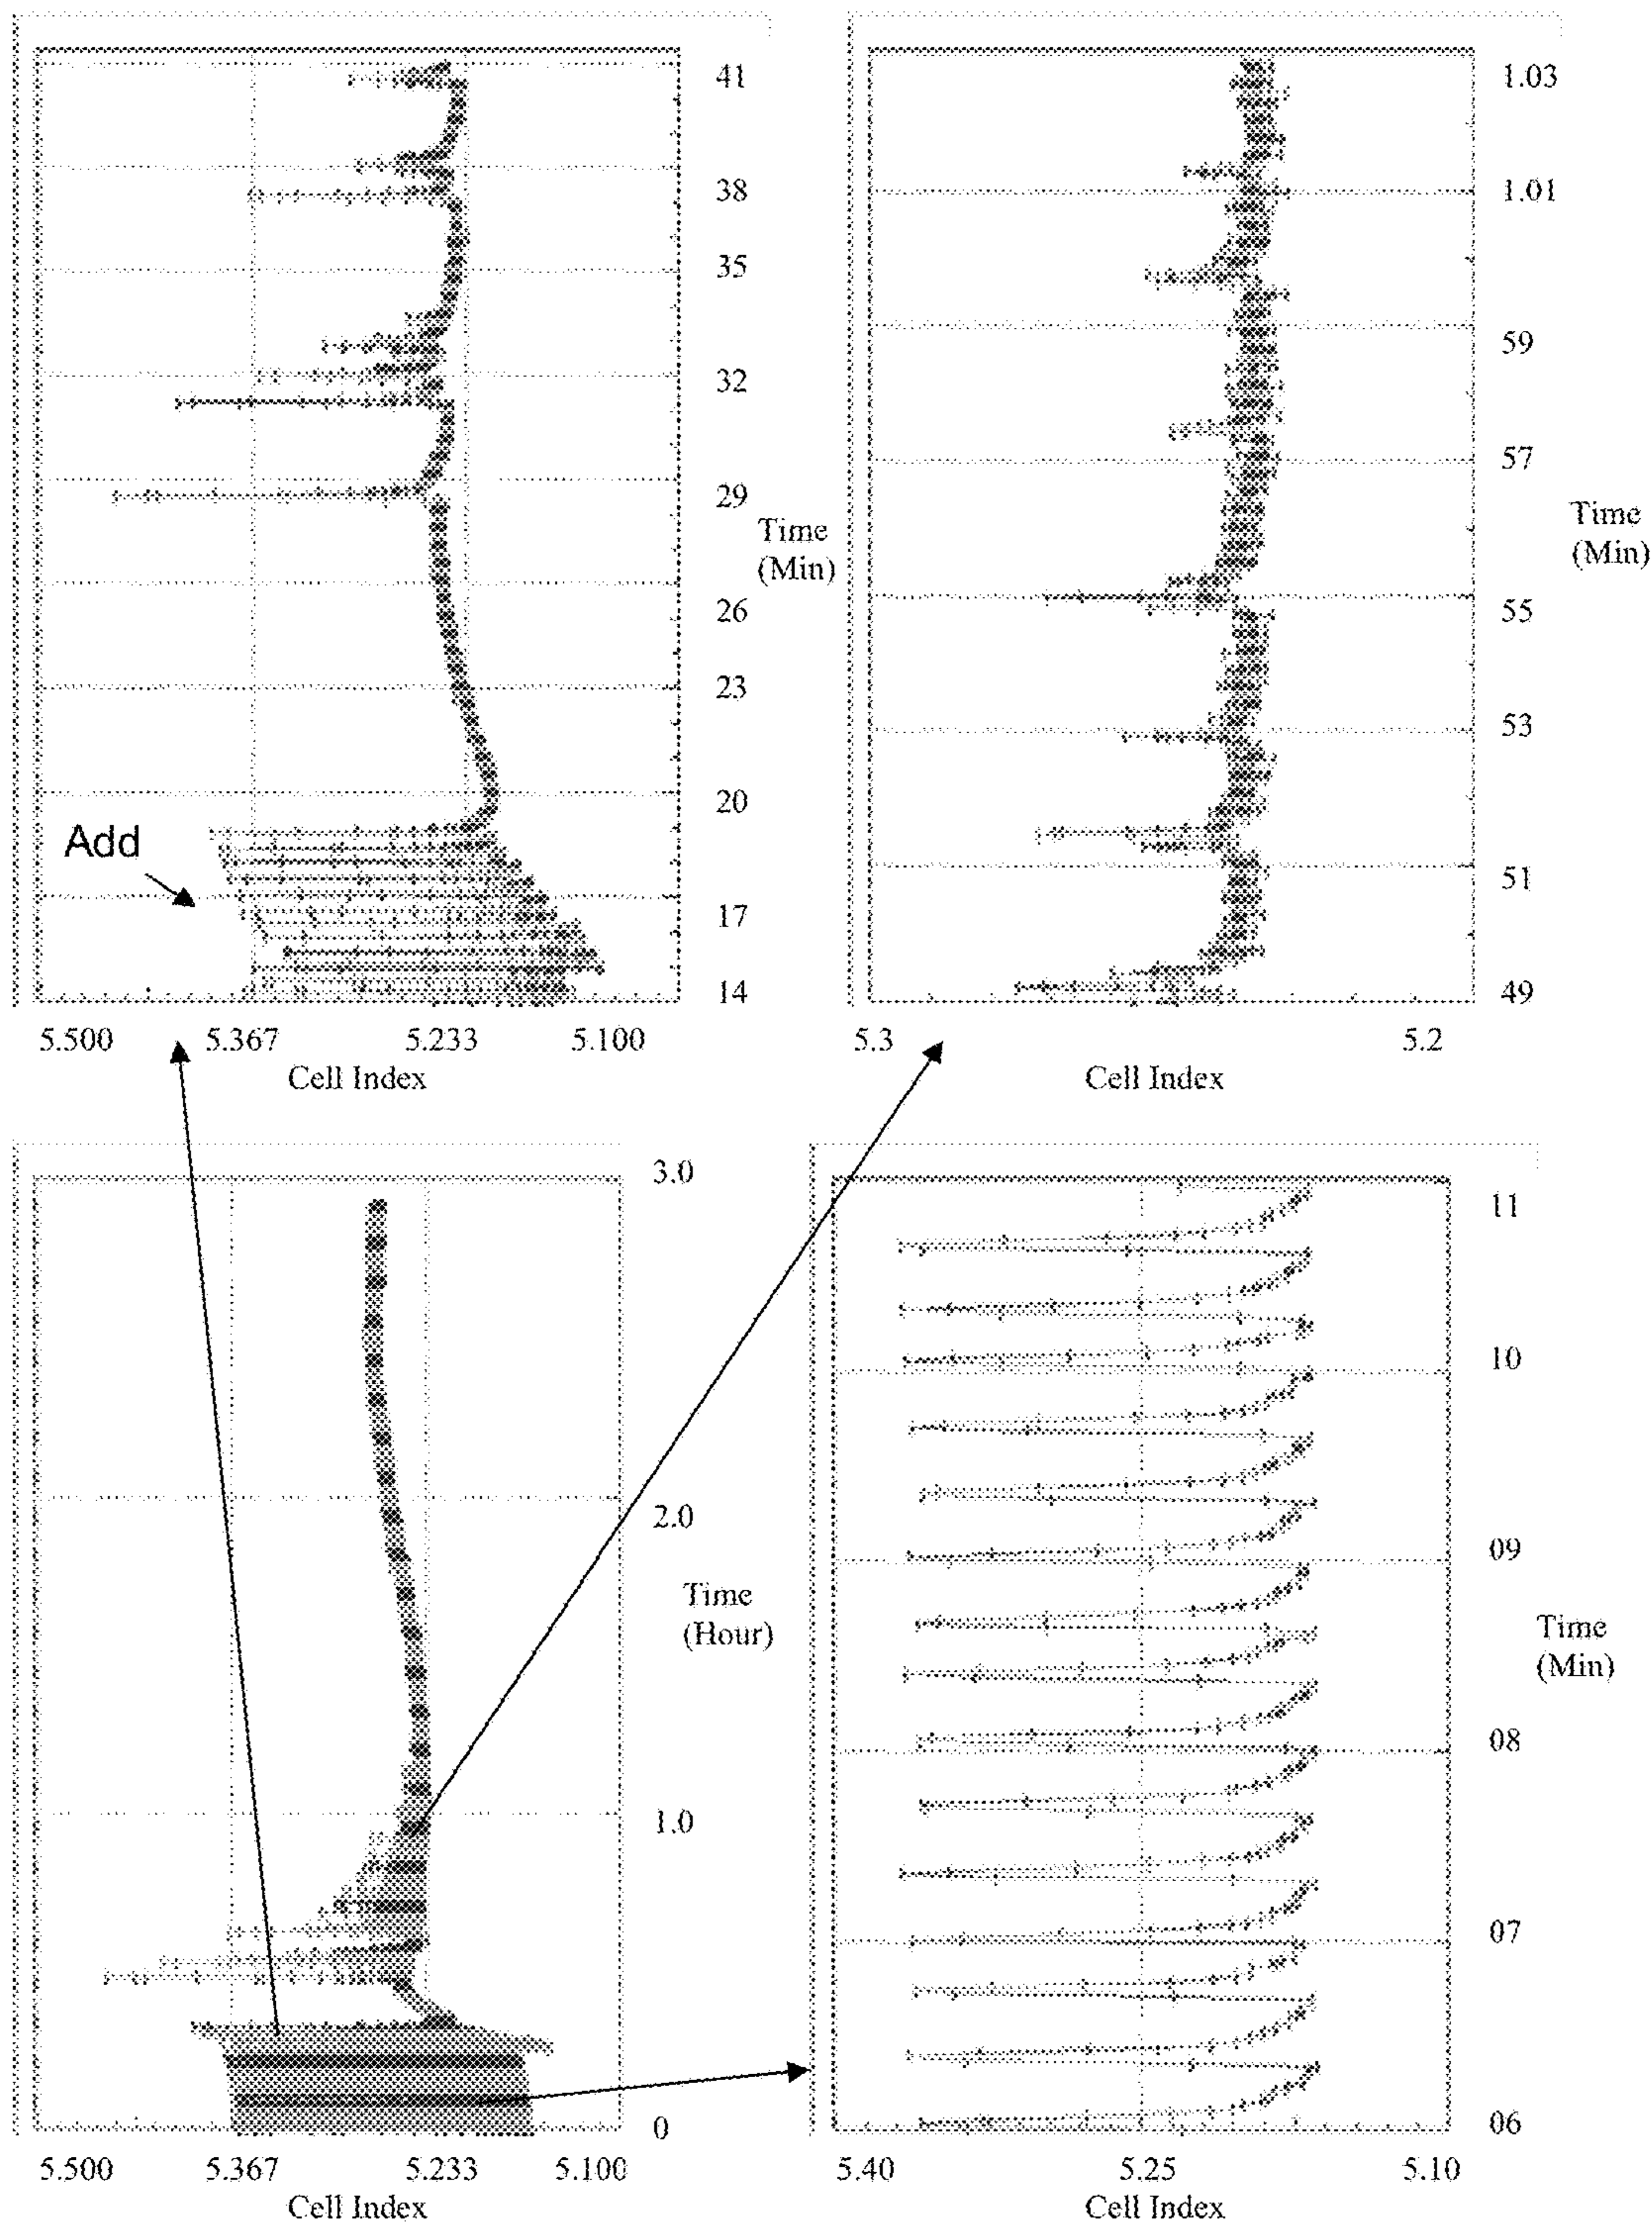 41
38
35
32
29
Time
(Min)
26
23
20
Add
17
14
5.500 5.367 5.233 5.100
Cell Index
1.03
1.01
59
57
Time
(Min)
55
53
51
49
5.3 5.2
Cell Index
3.0
2.0
Time
(Hour)
1.0
0
5.500 5.367 5.233 5.100
Cell Index
11
10
09
Time
(Min)
08
07
06
5.40 5.25 5.10
Cell Index